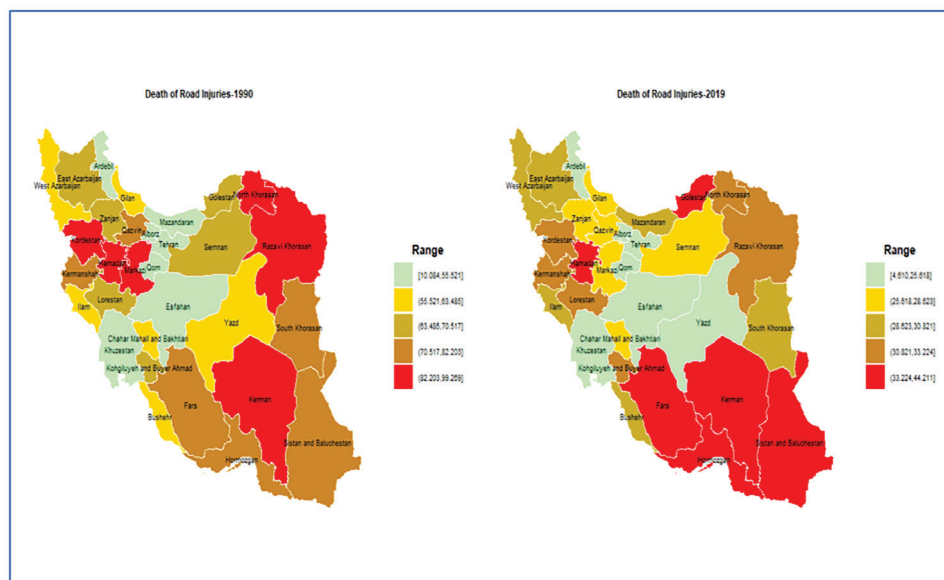 Death of Road Injuries-1990
Ardebil
East Azarbaijan
West Azarbaijan
Gilan
Zanjan
Qazvin
Mazandaran
Golestan
North Khorasan
Kordestan
Alborz
Tehran
Semnan
Razavi Khorasan
Hamadan
Markazi
Qom
Kermanshah
Lorestan
Ilam
Esfahan
Yazd
South Khorasan
Chahar Mahall and Bakhtiari
Khuzestan
Kohgiluyeh and Buyer Ahmad
Kerman
Fars
Bushehr
Sistan and Baluchestan
Hormozgan
Range
[10.084,55.521]
(55.521,63.485]
(63.485,70.517]
(70.517,82.203]
(82.203,99.269]
Death of Road Injuries-2019
Ardebil
East Azarbaijan
West Azarbaijan
Gilan
Zanjan
Qazvin
Mazandaran
Golestan
North Khorasan
Kordestan
Alborz
Tehran
Semnan
Razavi Khorasan
Hamadan
Markazi
Qom
Kermanshah
Lorestan
Ilam
Esfahan
Yazd
South Khorasan
Chahar Mahall and Bakhtiari
Khuzestan
Kohgiluyeh and Buyer Ahmad
Kerman
Fars
Bushehr
Sistan and Baluchestan
Hormozgan
Range
[4.610,25.618]
(25.618,28.623]
(28.623,30.821]
(30.821,33.224]
(33.224,44.211]